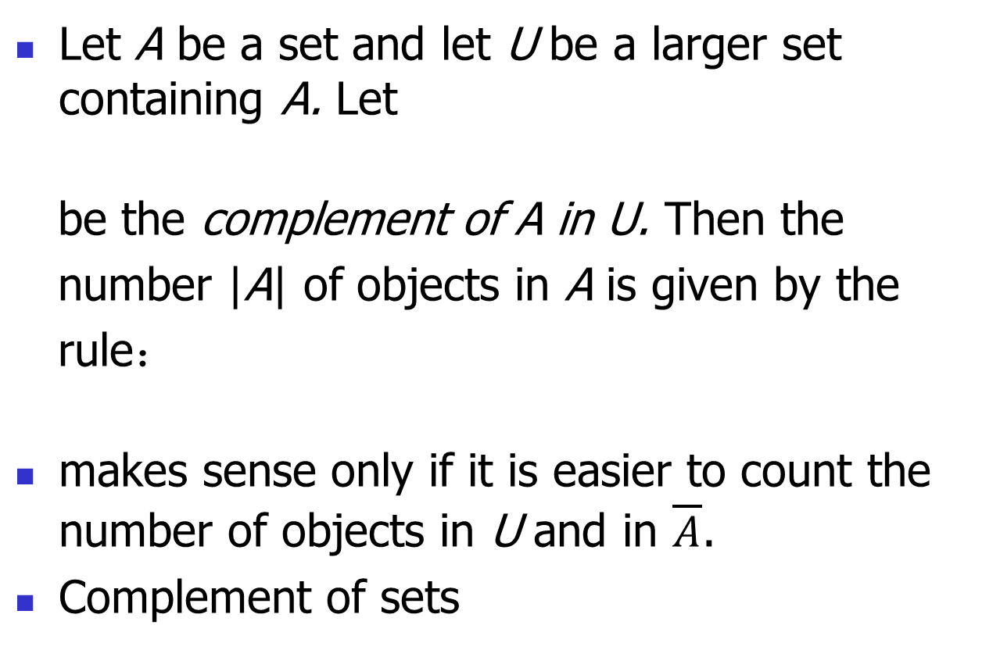 ▪ Let A be a set and let U be a larger set
containing A. Let
be the complement of A in U. Then the
number |A| of objects in A is given by the
rule：
▪ makes sense only if it is easier to count the
number of objects in U and in A̅.
▪ Complement of sets